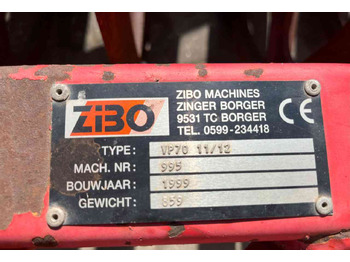 ZIBO
ZIBO MACHINES
ZINGER BORGER
9531 TC BORGER
TEL. 0599-234418
CE
TYPE: VP70 11/12
MACH. NR: 995
BOUWJAAR: 1999
GEWICHT: 859